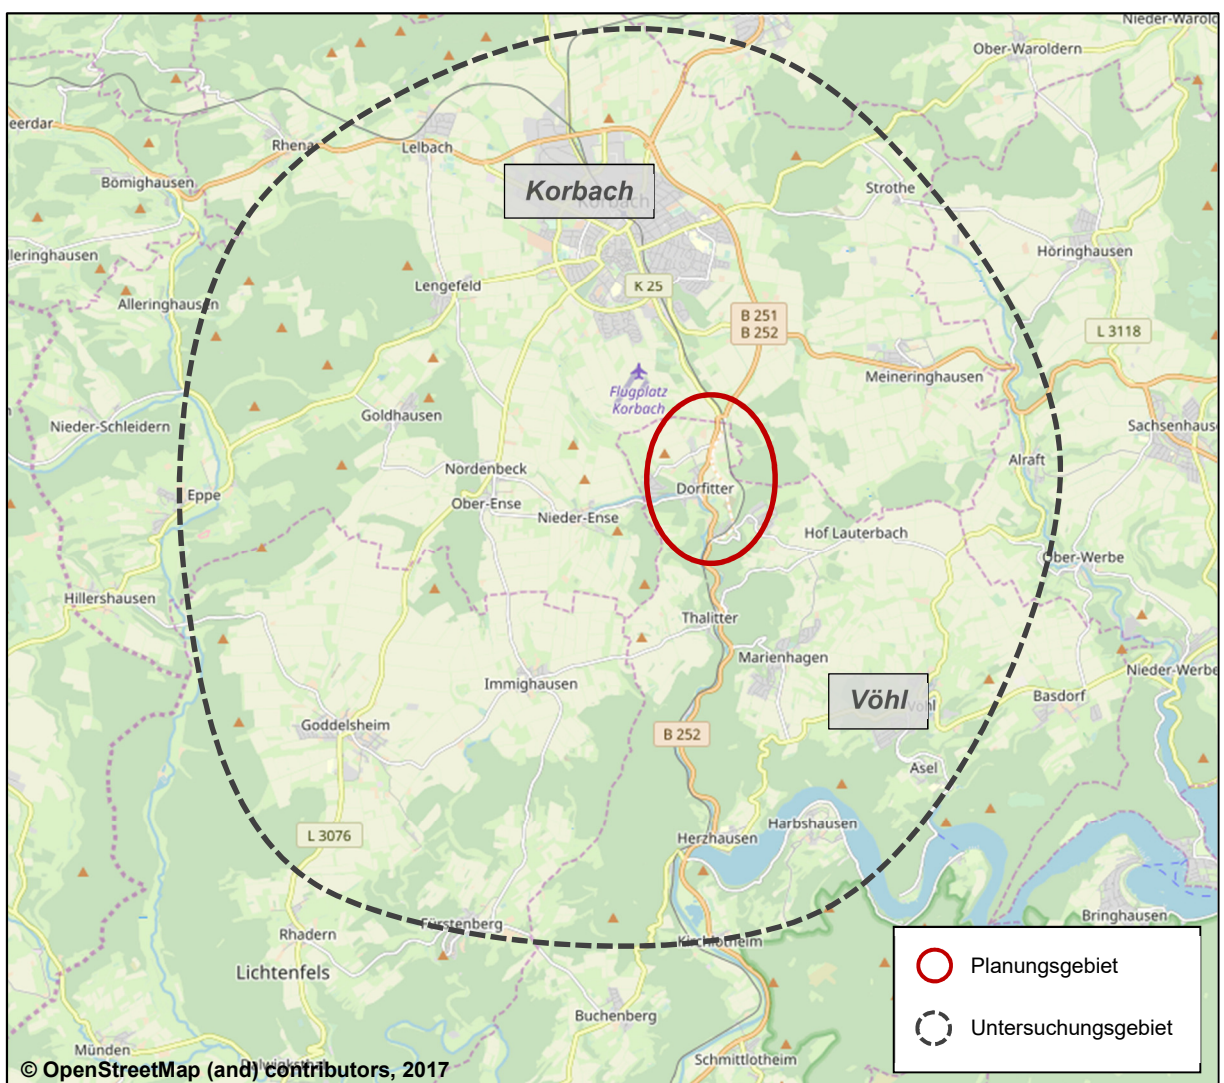 Nieder-Warold
Ober-Waroldern
eerdar
Rhena
Lelbach
Bömighausen
Korbach
Korbach
Strothe
lleringhausen
Höringhausen
Lengefeld
K 25
Alleringhausen
B 251
B 252
L 3118
Flugplatz
Korbach
Meineringhausen
Goldhausen
Nieder-Schleidern
Sachsenhause
Nordenbeck
Alraft
Eppe
Ober-Ense
Dorfitter
Nieder-Ense
Hof Lauterbach
Ober-Werbe
Hillershausen
Thalitter
Marienhagen
Nieder-Werbe
Immighausen
Vöhl
Vöhl
Basdorf
Goddelsheim
B 252
Asel
L 3076
Herzhausen
Harbshausen
Bringhausen
Fürstenberg
Rhadern
Kirchlotheim
Lichtenfels
Planungsgebiet
Buchenberg
Untersuchungsgebiet
Münden
Schmittlotheim
© OpenStreetMap (and) contributors, 2017